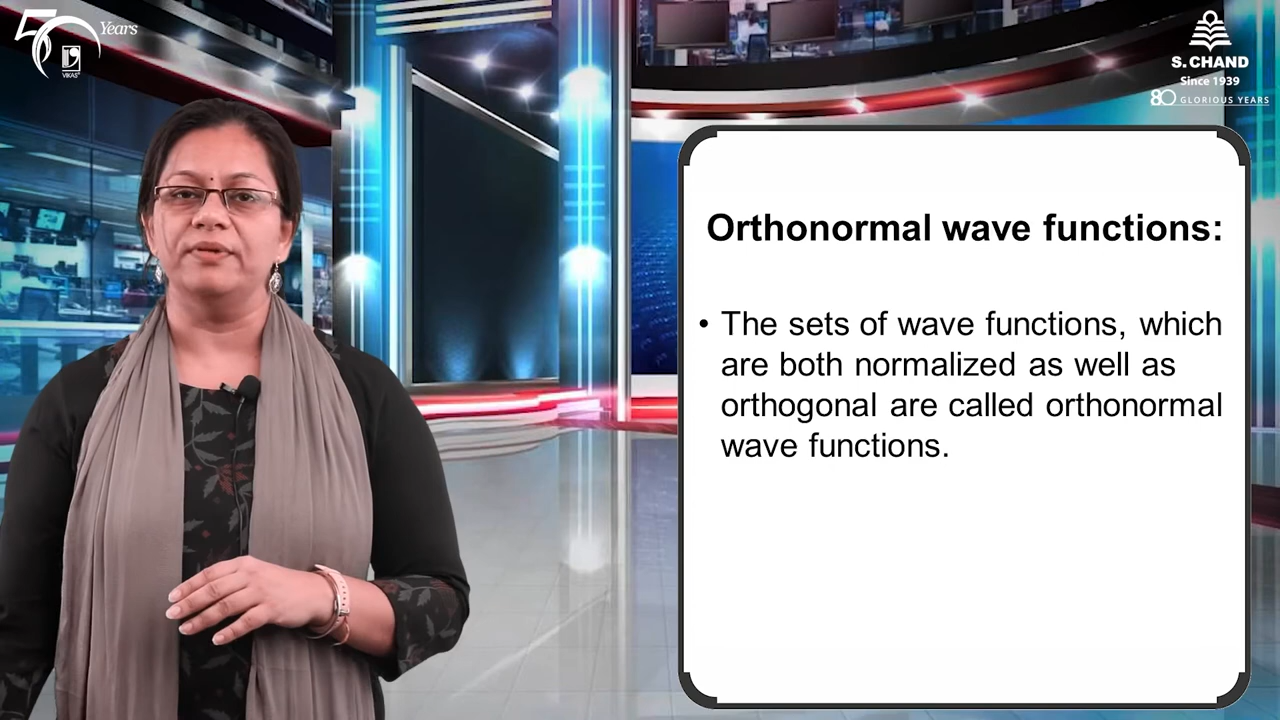 50 Years
VIKAS
S. CHAND
Since 1939
80 GLORIOUS YEARS
Orthonormal wave functions:
• The sets of wave functions, which
are both normalized as well as
orthogonal are called orthonormal
wave functions.